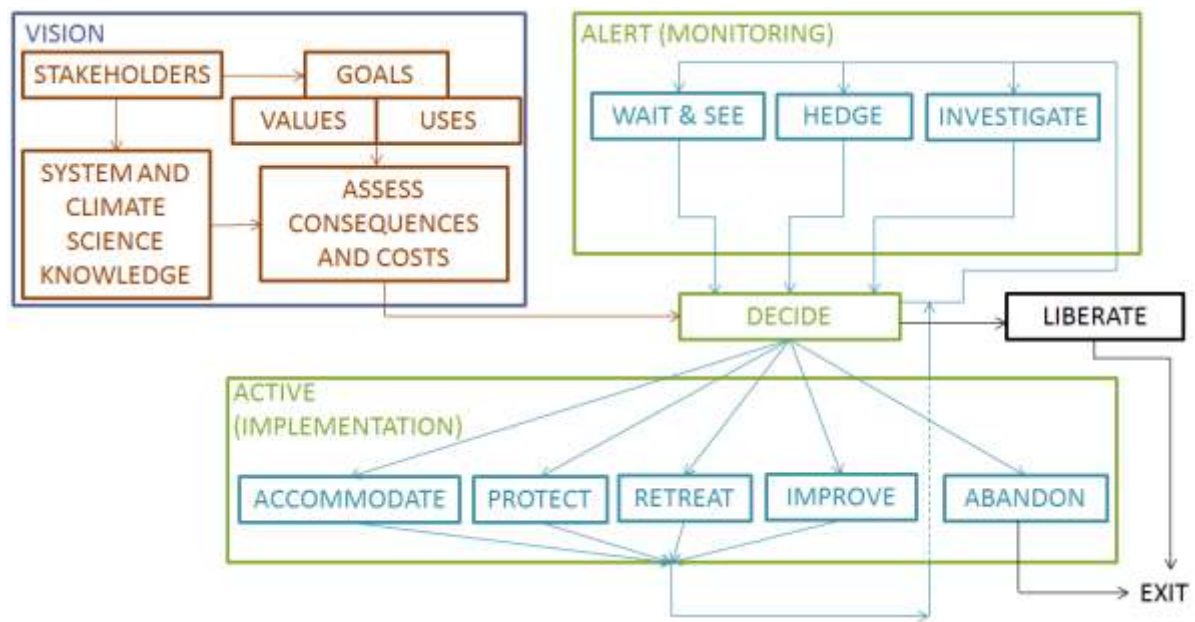 VISION
STAKEHOLDERS
GOALS
VALUES
USES
SYSTEM AND
CLIMATE
SCIENCE
KNOWLEDGE
ASSESS
CONSEQUENCES
AND COSTS
ALERT (MONITORING)
WAIT & SEE
HEDGE
INVESTIGATE
DECIDE
LIBERATE
ACTIVE
(IMPLEMENTATION)
ACCOMMODATE
PROTECT
RETREAT
IMPROVE
ABANDON
EXIT